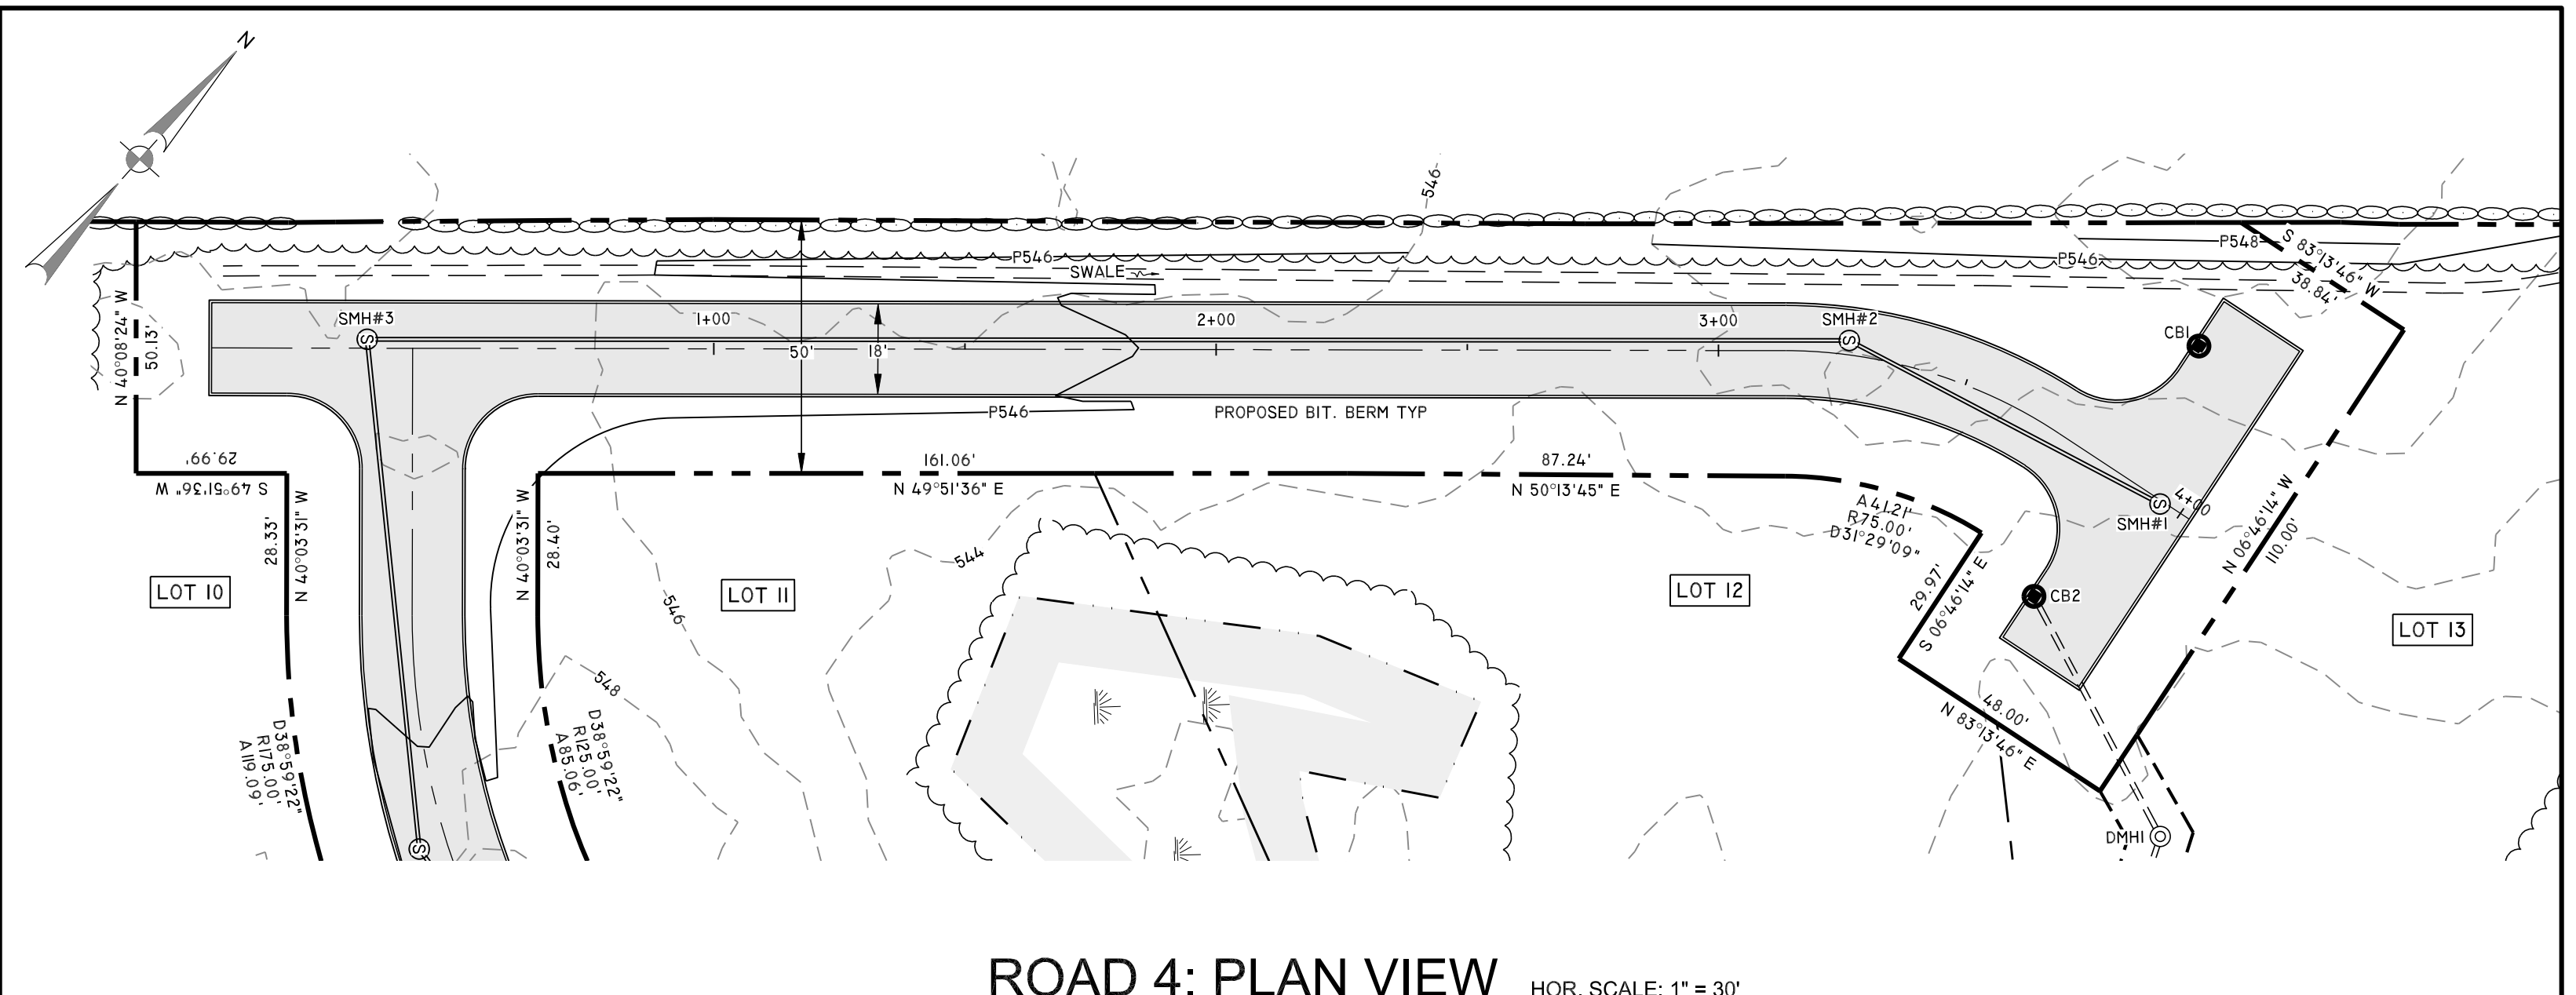 N
546
P548
S 83°13'46" W
38.84'
P546
SWALE
P546
N 40°08'24" W
50.13'
SMH#3
1+00
50'
18'
2+00
3+00
SMH#2
CB1
P546
PROPOSED BIT. BERM TYP
29.99'
S 49°51'36" W
161.06'
N 49°51'36" E
87.24'
N 50°13'45" E
A41.21'
R75.00'
D31°29'09"
4+00
SMH#1
N 06°46'14" W
110.00'
28.33'
N 40°03'31" W
N 40°03'31" W
28.40'
544
546
LOT 10
LOT 11
LOT 12
LOT 13
29.97'
S 06°46'14" E
CB2
548
48.00'
N 83°13'46" E
D38°59'22"
R175.00'
A119.09'
D38°59'22"
R125.00'
A85.06'
S
S
S
S
DMH1
ROAD 4: PLAN VIEW HOR. SCALE: 1" = 30'